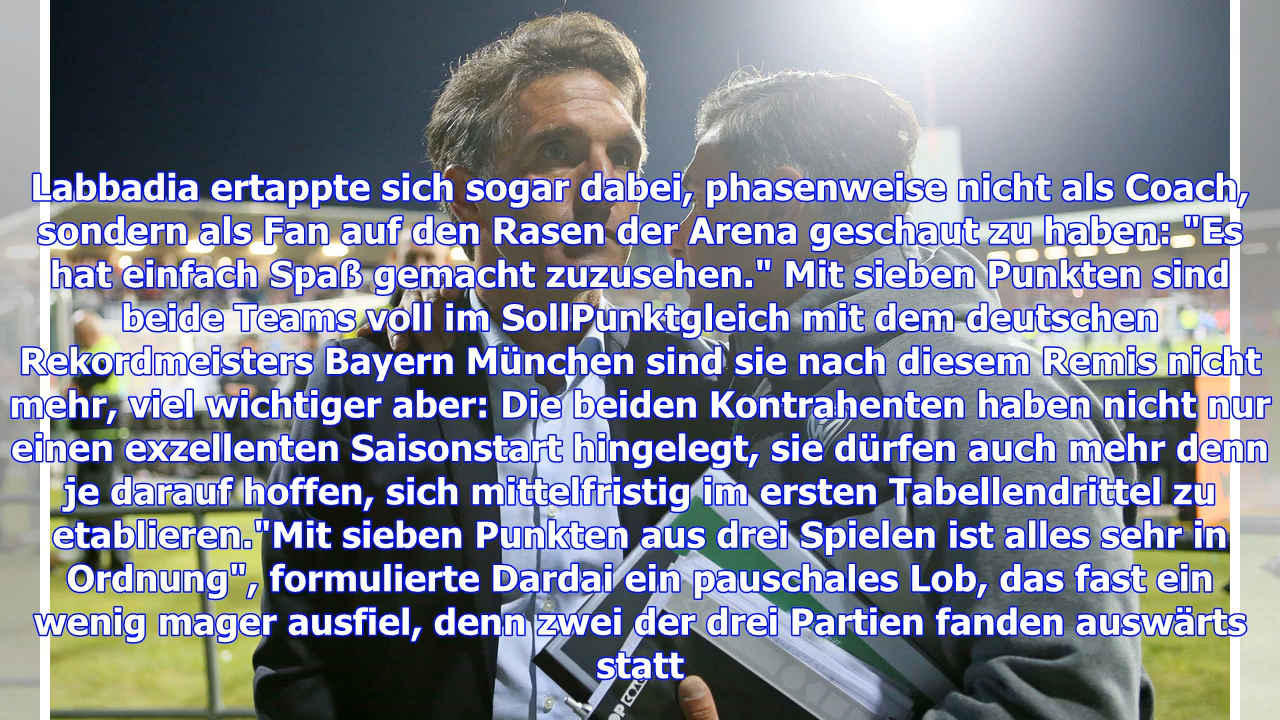 Labbadia ertappte sich sogar dabei, phasenweise nicht als Coach,
sondern als Fan auf den Rasen der Arena geschaut zu haben: "Es
hat einfach Spaß gemacht zuzusehen." Mit sieben Punkten sind
beide Teams voll im SollPunktgleich mit dem deutschen
Rekordmeisters Bayern München sind sie nach diesem Remis nicht
mehr, viel wichtiger aber: Die beiden Kontrahenten haben nicht nur
einen exzellenten Saisonstart hingelegt, sie dürfen auch mehr denn
je darauf hoffen, sich mittelfristig im ersten Tabellendrittel zu
etablieren."Mit sieben Punkten aus drei Spielen ist alles sehr in
Ordnung", formulierte Dardai ein pauschales Lob, das fast ein
wenig mager ausfiel, denn zwei der drei Partien fanden auswärts
statt